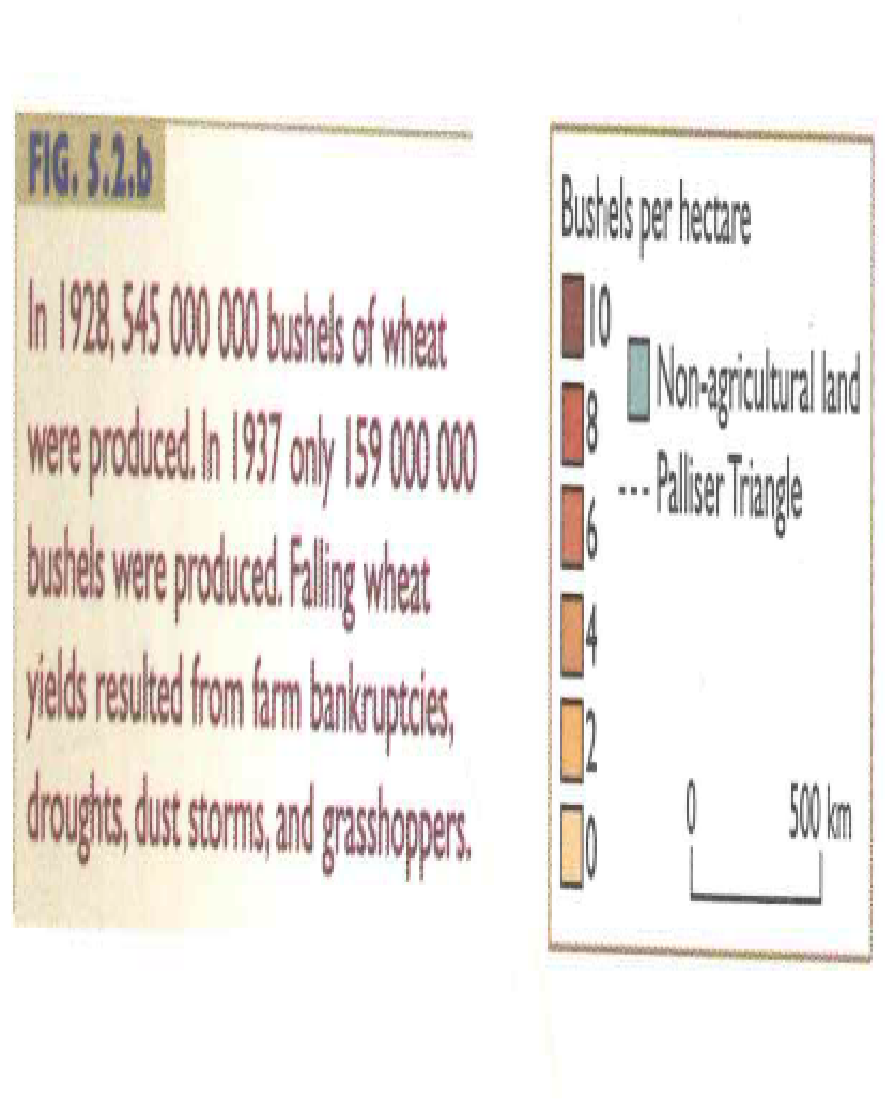 FIG. 5.2.b
In 1928, 545 000 000 bushels of wheat
were produced. In 1937 only 159 000 000
bushels were produced. Falling wheat
yields resulted from farm bankruptcies,
droughts, dust storms, and grasshoppers.
Bushels per hectare
10
8
6
4
2
0
Non-agricultural land
Palliser Triangle
0 500 km